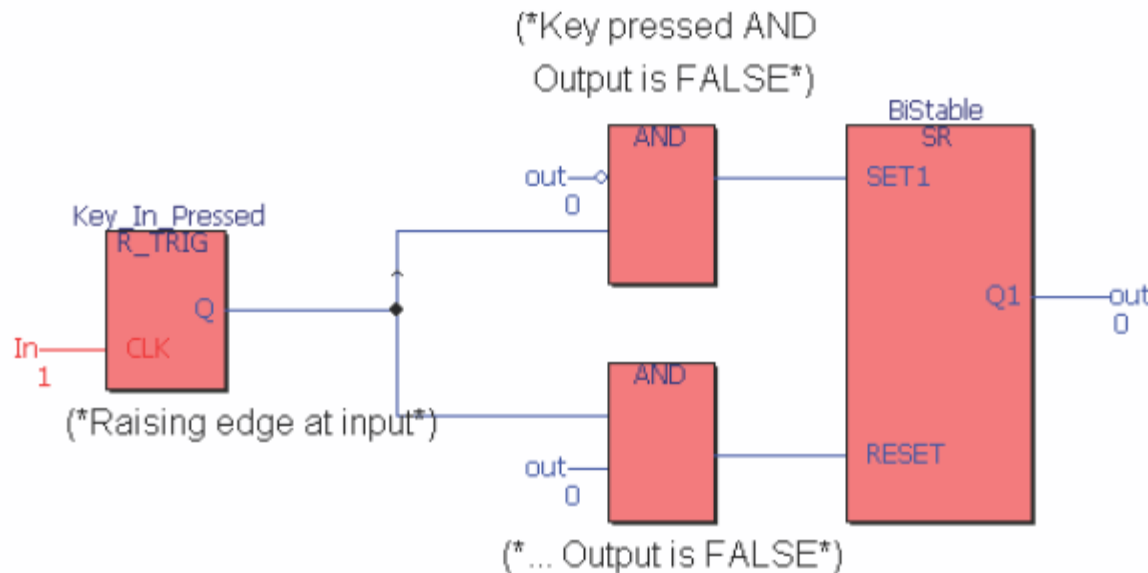 (*Key pressed AND
Output is FALSE*)
BiStable
SR
AND
out
0
SET1
Key_In_Pressed
R_TRIG
Q
Q1
out
0
In
1
CLK
AND
(*Raising edge at input*)
out
0
RESET
(*... Output is FALSE*)